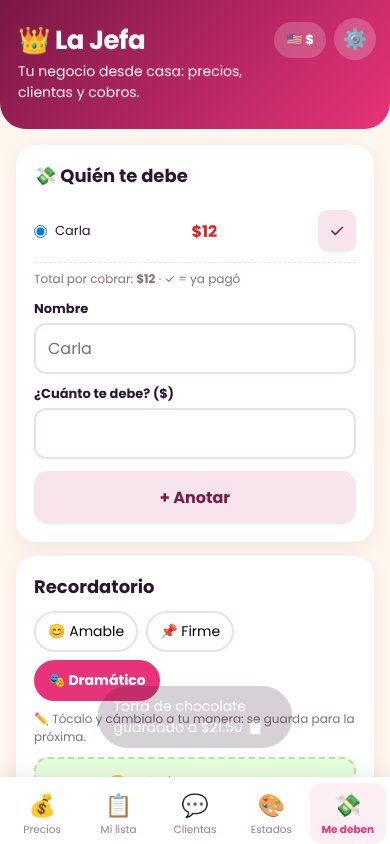 👑 La Jefa
🇺🇸 $
Tu negocio desde casa: precios,
clientas y cobros.
💸 Quién te debe
Carla
$12
✓
Total por cobrar: $12 · ✓ = ya pagó
Nombre
Carla
¿Cuánto te debe? ($)
+ Anotar
Recordatorio
😊 Amable
📌 Firme
🎭 Dramático
✏️ Tócalo y cámbialo a tu manera: se guarda para la
próxima.
Torta de chocolate
guardado a $21.50
Precios
Mi lista
Clientas
Estados
Me deben